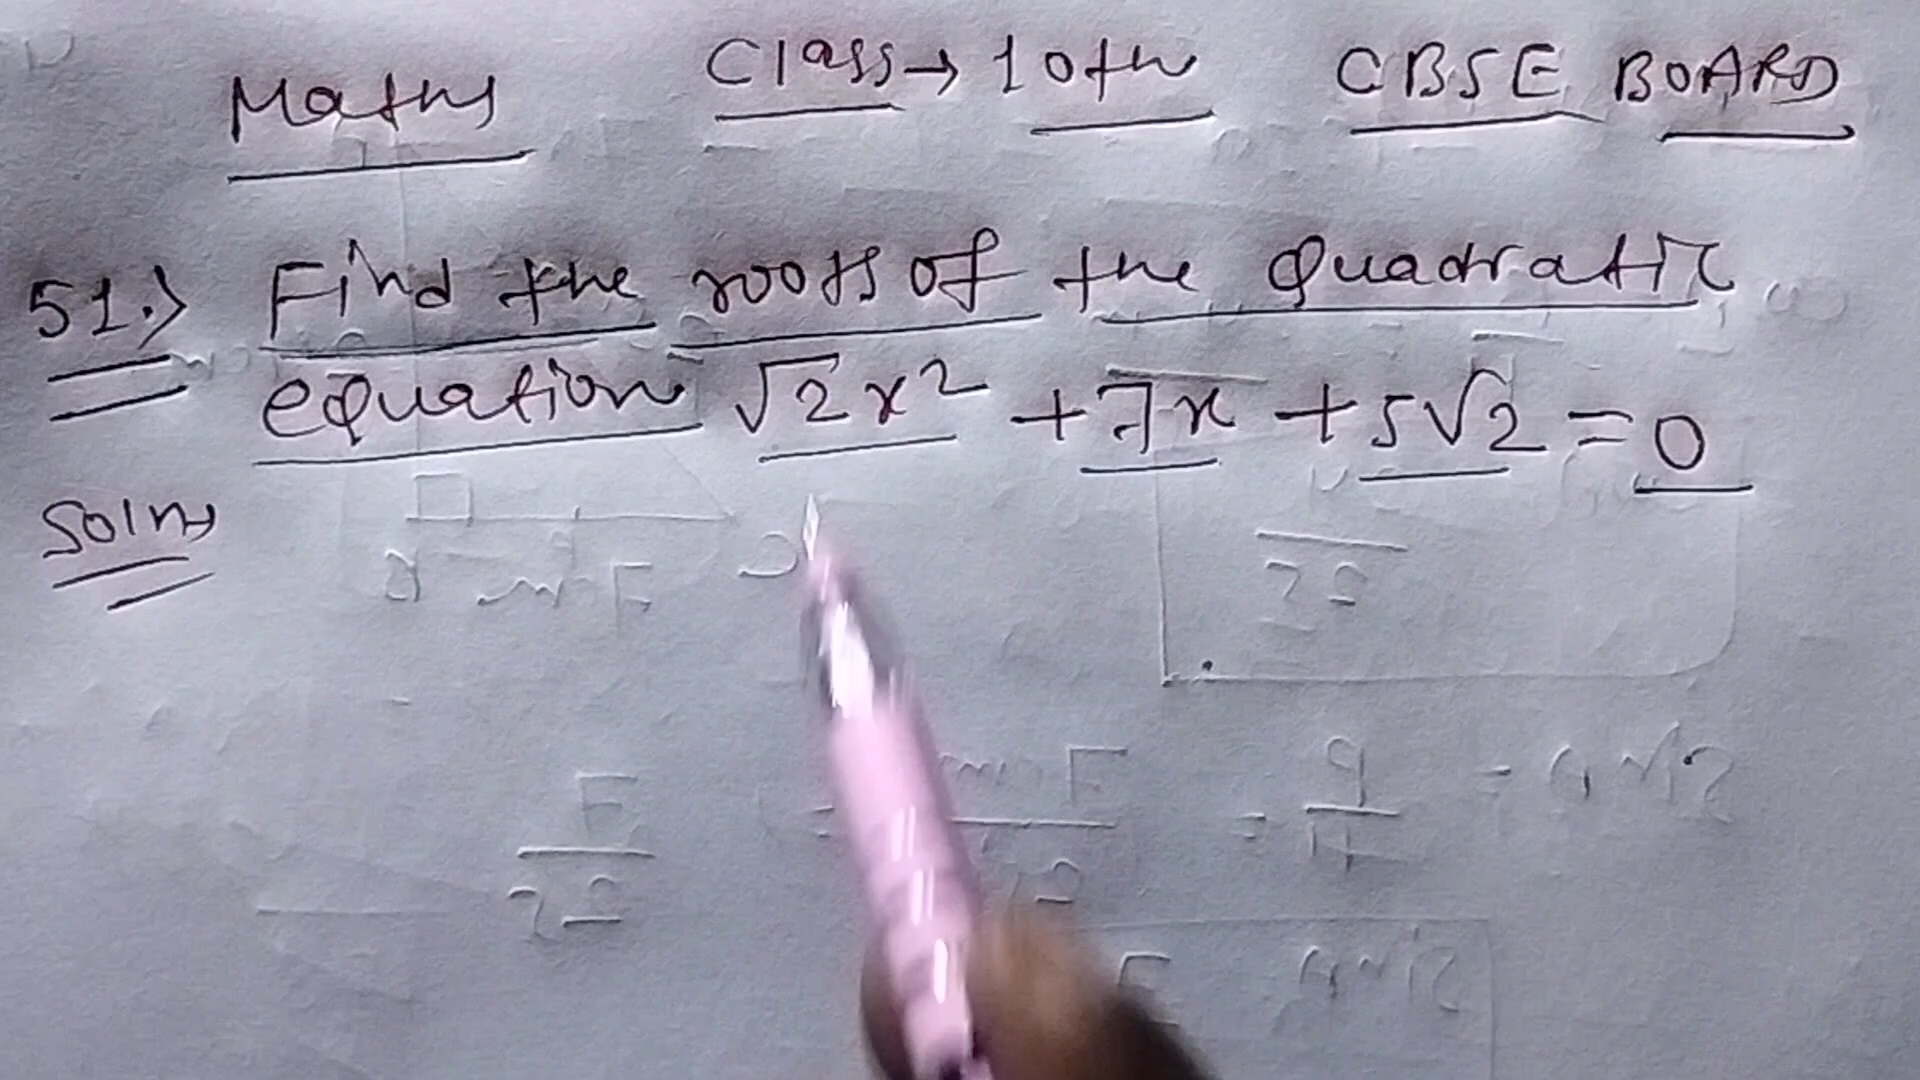 Maths Class → 10th CBSE BOARD
51.> Find the roots of the quadratic
equation √2x² + 7x + 5√2 = 0
Soln